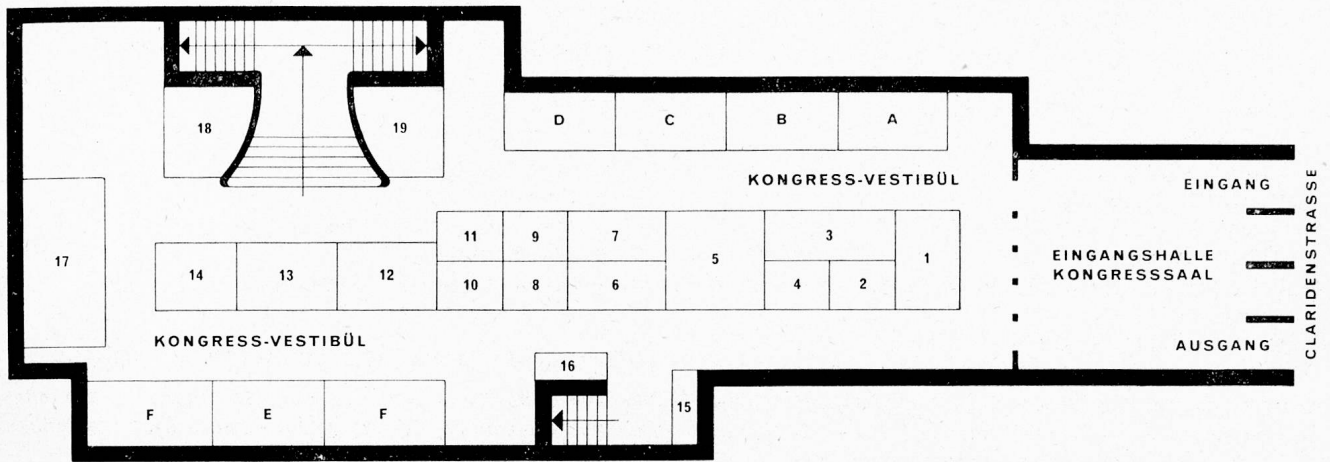 18
19
D
C
B
A
KONGRESS-VESTIBÜL
EINGANG
17
14
13
12
11
9
7
10
8
6
5
3
4
2
1
EINGANGSHALLE
KONGRESSSAAL
CLARIDENSTRASSE
KONGRESS-VESTIBÜL
AUSGANG
16
15
F
E
F